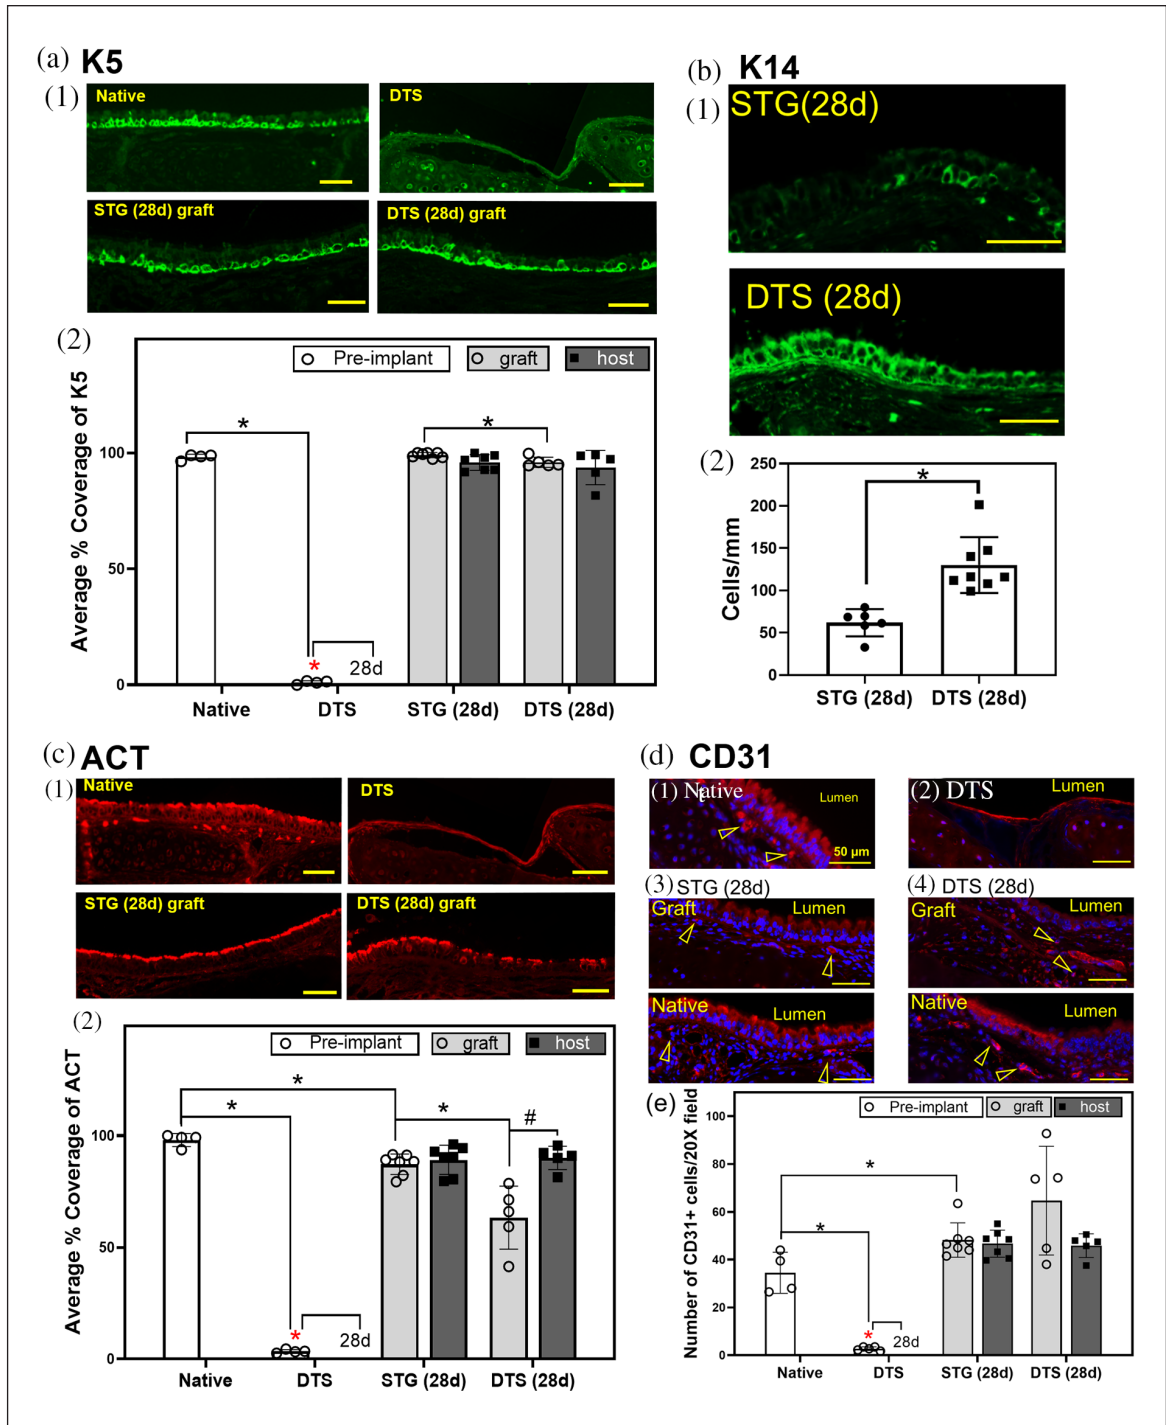 (a) K5
(1)
Native
DTS
STG (28d) graft
DTS (28d) graft
(2)
Pre-implant
graft
host
Average % Coverage of K5
100
50
0
*
*
*
28d
Native
DTS
STG (28d)
DTS (28d)
(b) K14
(1)
STG(28d)
DTS (28d)
(2)
Cells/mm
250
200
150
100
50
0
*
STG (28d)
DTS (28d)
(c) ACT
(1)
Native
DTS
STG (28d) graft
DTS (28d) graft
(2)
Pre-implant
graft
host
Average % Coverage of ACT
100
50
0
*
*
*
#
*
28d
Native
DTS
STG (28d)
DTS (28d)
(d) CD31
(1) Native
Lumen
50 µm
(2) DTS
Lumen
(3) STG (28d)
Graft
Lumen
Native
Lumen
(4) DTS (28d)
Graft
Lumen
Native
Lumen
(e)
Pre-implant
graft
host
Number of CD31+ cells/20X field
100
80
60
40
20
0
*
*
*
28d
Native
DTS
STG (28d)
DTS (28d)